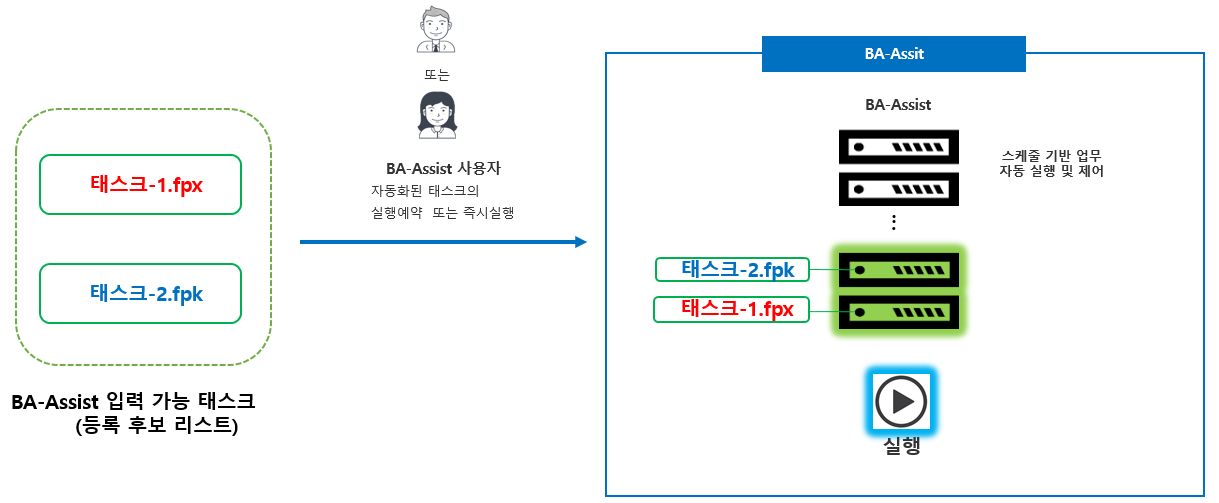 태스크-1.fpx
태스크-2.fpk
BA-Assist 입력 가능 태스크
(등록 후보 리스트)
또는
BA-Assist 사용자
자동화된 태스크의
실행예약 또는 즉시실행
BA-Assit
BA-Assist
스케줄 기반 업무
자동 실행 및 제어
태스크-2.fpk
태스크-1.fpx
실행